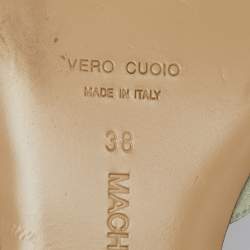 VERO CUOIO
MADE IN ITALY
38
MACH